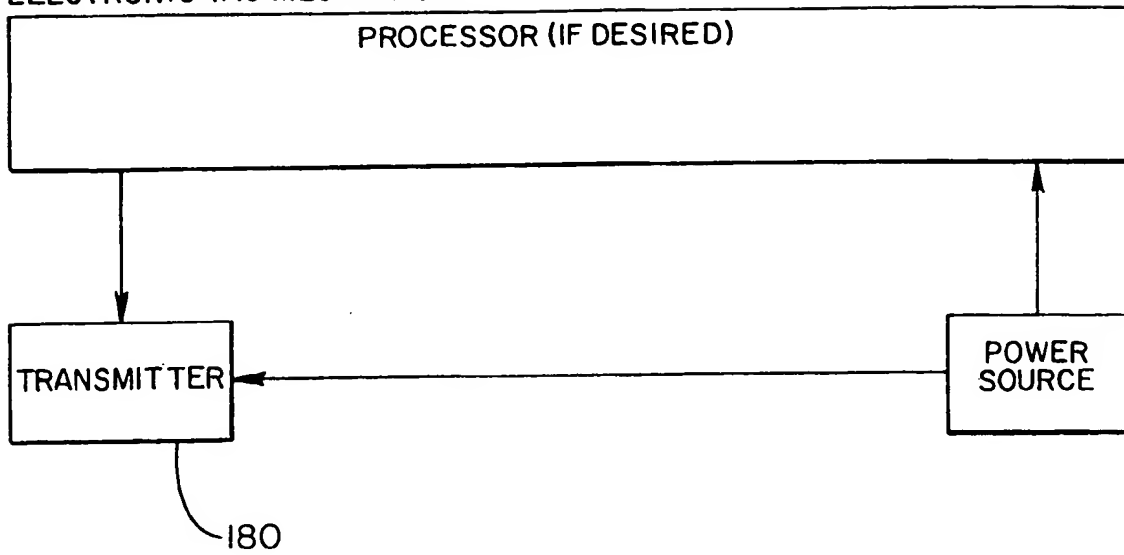 PROCESSOR (IF DESIRED)
TRANSMITTER
POWER
SOURCE
180